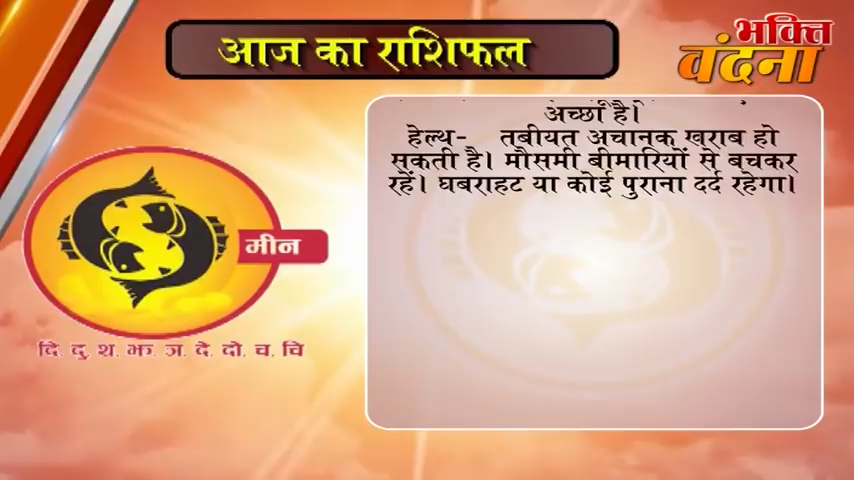 आज का राशिफल
भक्ति
वंदना
अच्छा है।
हेल्थ- तबीयत अचानक खराब हो
सकती है। मौसमी बीमारियों से बचकर
रहें। घबराहट या कोई पुराना दर्द रहेगा।
मीन
दि. दु. श. झ. ञ. दे. दो. च. चि